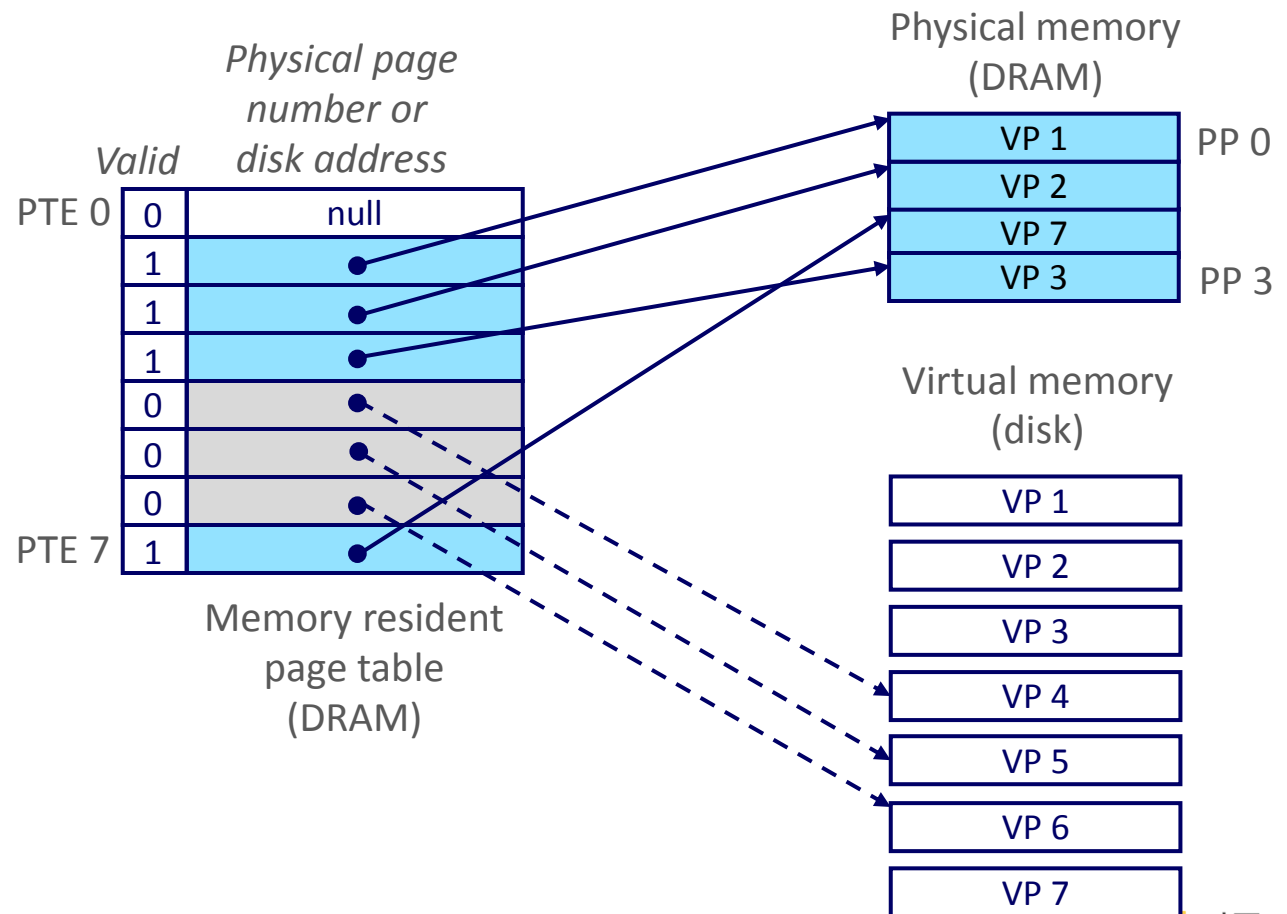 Physical page
number or
disk address
Valid
PTE 0
0
null
1
1
1
0
0
0
PTE 7
1
Memory resident
page table
(DRAM)
Physical memory
(DRAM)
VP 1
PP 0
VP 2
VP 7
VP 3
PP 3
Virtual memory
(disk)
VP 1
VP 2
VP 3
VP 4
VP 5
VP 6
VP 7